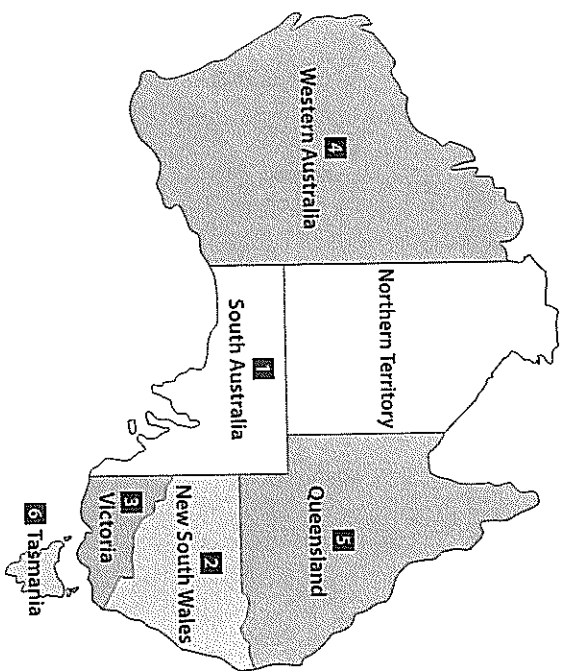 4
Western Australia
Northern Territory
1
South Australia
5
Queensland
2
New South Wales
3
Victoria
6 Tasmania